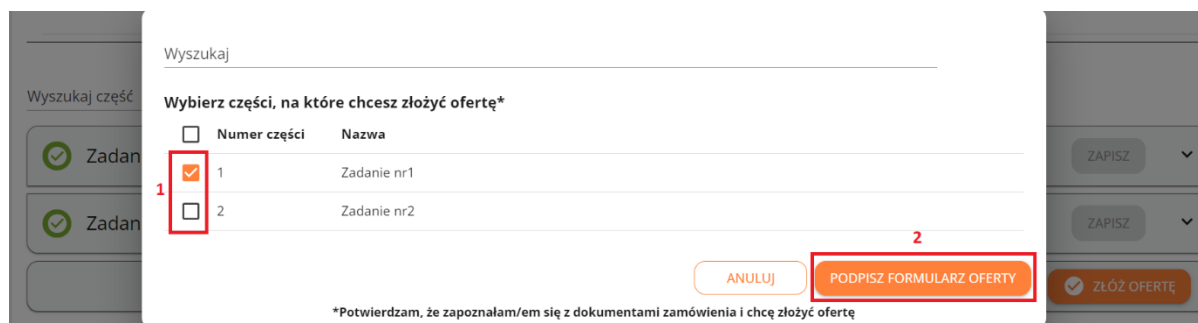 Wyszukaj
Wyszukaj część
Wybierz części, na które chcesz złożyć ofertę*
Numer części Nazwa
Zadan
1 Zadanie nr1
ZAPISZ
1
Zadan
2 Zadanie nr2
ZAPISZ
2
ANULUJ
PODPISZ FORMULARZ OFERTY
ZŁÓŻ OFERTĘ
*Potwierdzam, że zapoznałam/em się z dokumentami zamówienia i chcę złożyć ofertę